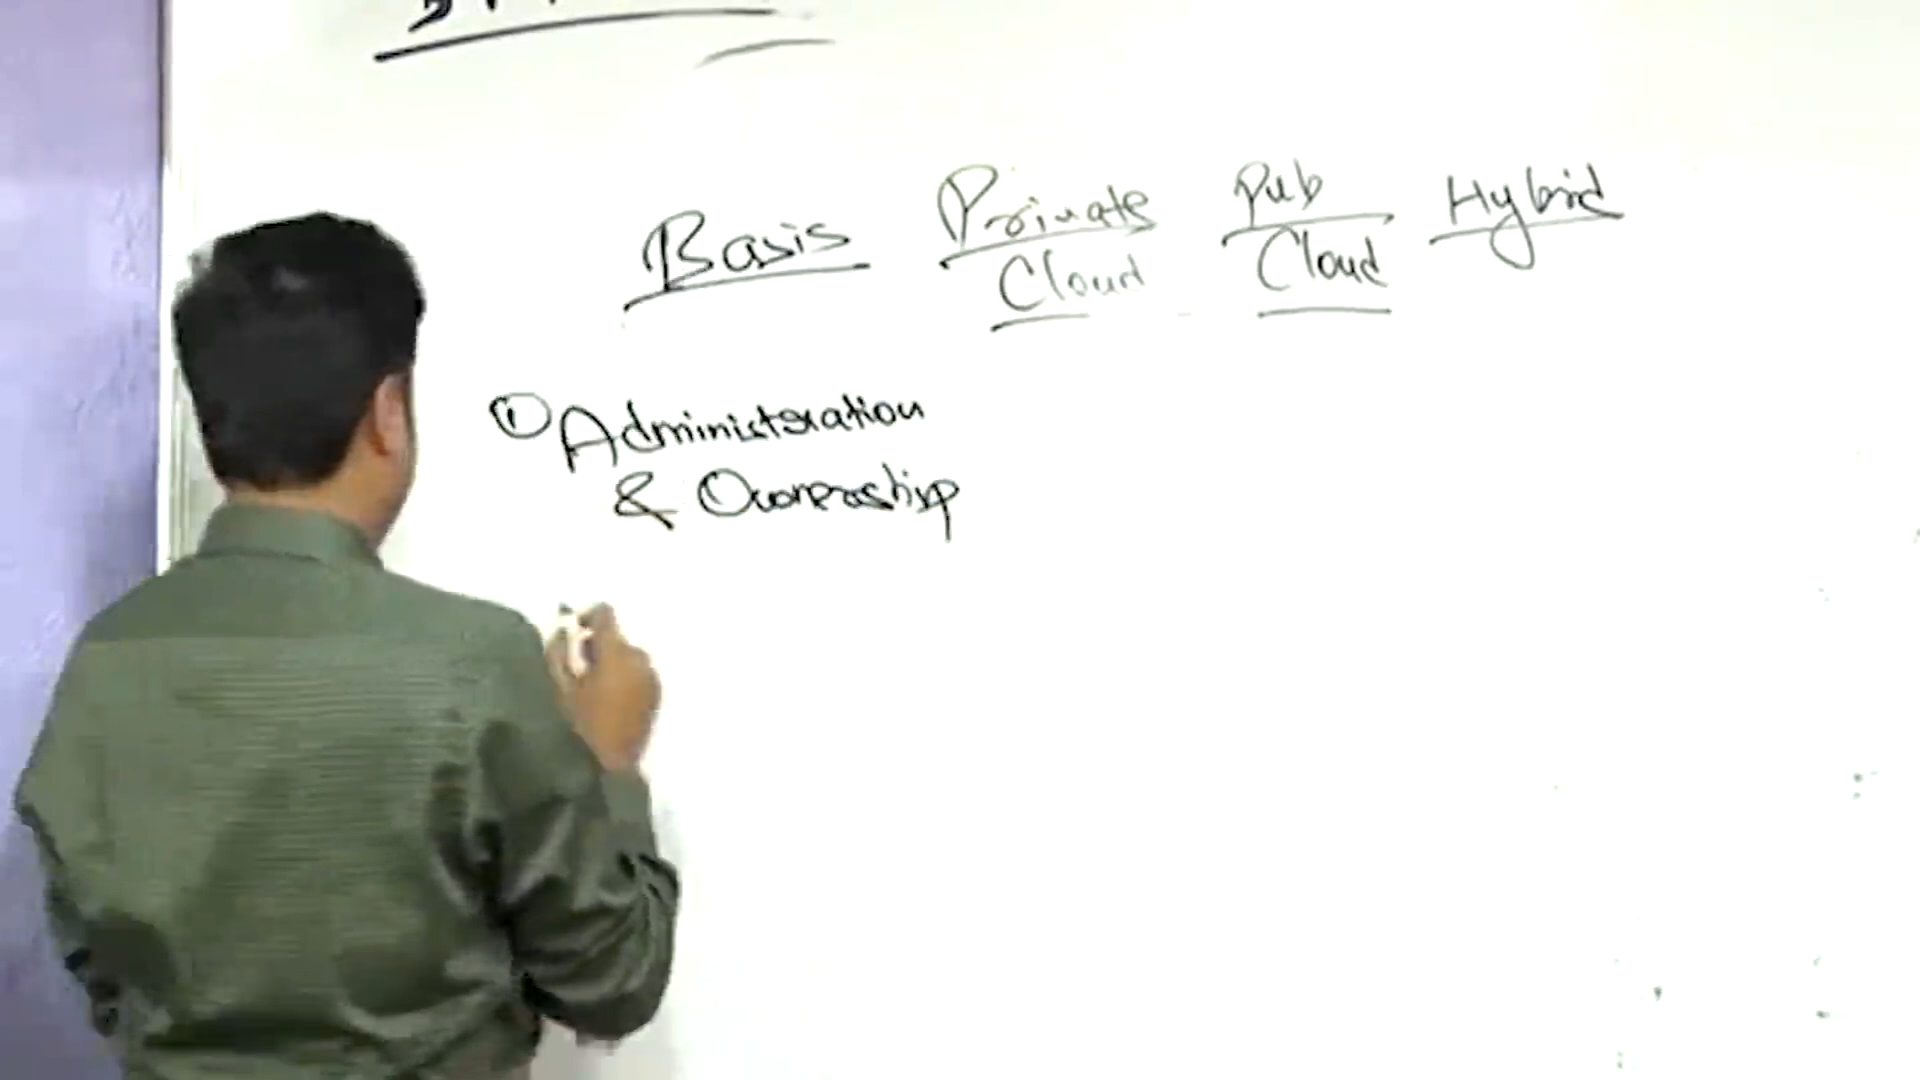 Basis Private Pub Hybrid
Cloud Cloud
① Administration
& Ownership